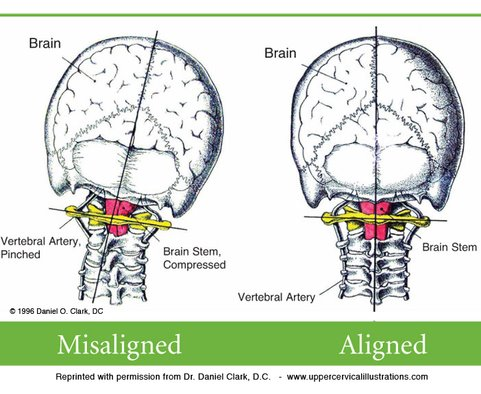 Brain
Brain
Vertebral Artery,
Pinched
Brain Stem,
Compressed
Brain Stem
Vertebral Artery
© 1996 Daniel O. Clark, DC
Misaligned
Aligned
Reprinted with permission from Dr. Daniel Clark, D.C. - www.uppercervicalillustrations.com